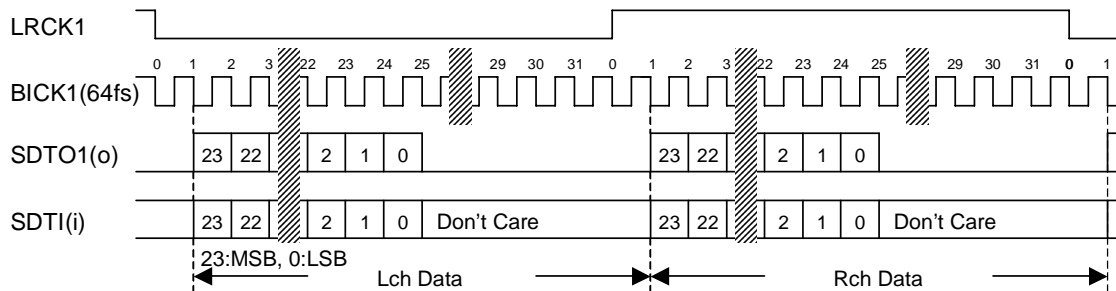 LRCK1
0 1 2 3 22 23 24 25 29 30 31 0 1 2 3 22 23 24 25 29 30 31 0 1
BICK1(64fs)
SDTO1(o) 23 22 2 1 0 23 22 2 1 0
SDTI(i) 23 22 2 1 0 Don't Care 23 22 2 1 0 Don't Care
23:MSB, 0:LSB
Lch Data Rch Data